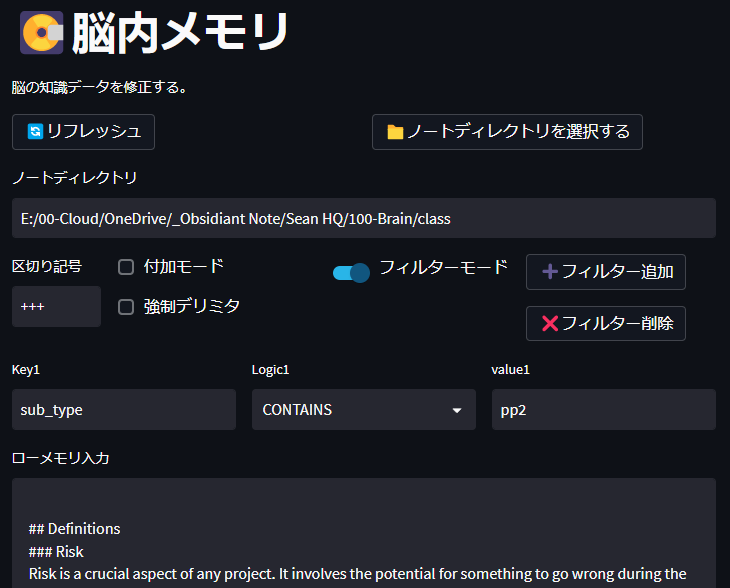 脳内メモリ
脳の知識データを修正する。
リフレッシュ
ノートディレクトリを選択する
ノートディレクトリ
E:/00-Cloud/OneDrive/_Obsidiant Note/Sean HQ/100-Brain/class
区切り記号
付加モード
フィルターモード
フィルター追加
+++
強制デリミタ
フィルター削除
Key1
Logic1
value1
sub_type
CONTAINS
pp2
ローメモリ入力
## Definitions
### Risk
Risk is a crucial aspect of any project. It involves the potential for something to go wrong during the